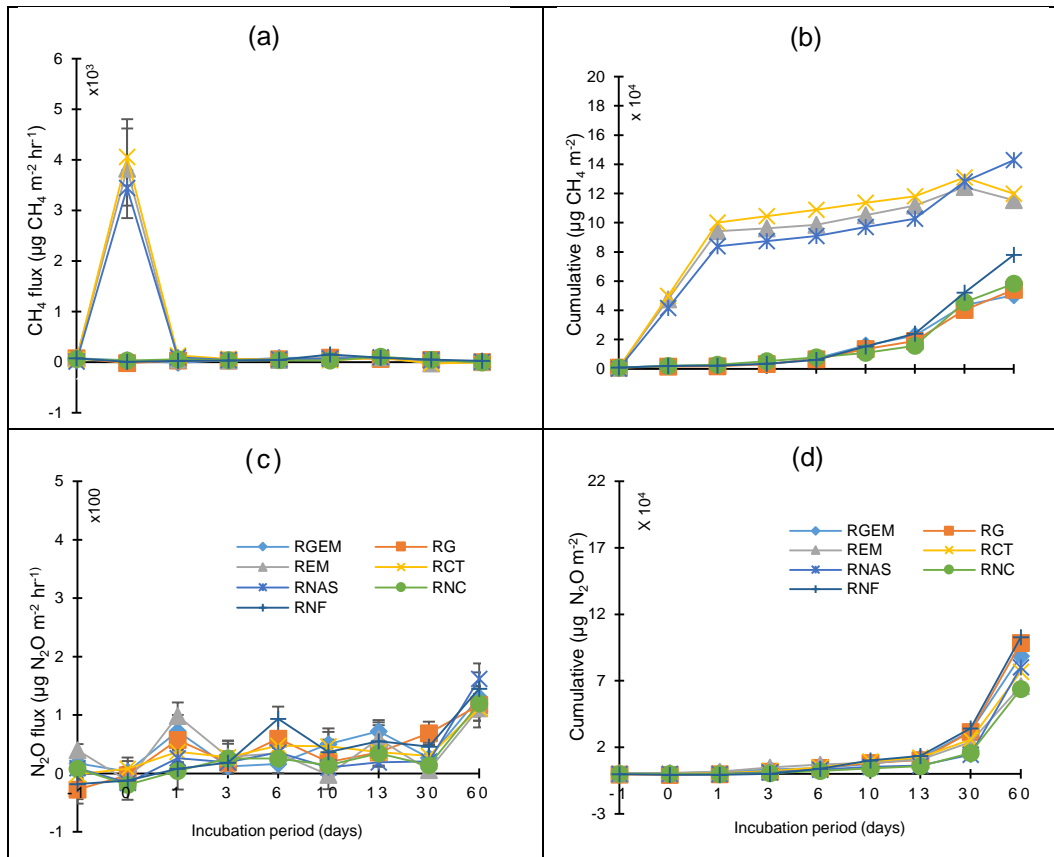 (a)
x10³
CH₄ flux (µg CH₄ m⁻² hr⁻¹)
6
5
4
3
2
1
0
-1
(b)
x 10⁴
Cumulative (µg CH₄ m⁻²)
20
18
16
14
12
10
8
6
4
2
0
(c)
x100
N₂O flux (µg N₂O m⁻² hr⁻¹)
5
4
3
2
1
0
-1
RGEM RG
REM RCT
RNAS RNC
RNF
-1 0 1 3 6 10 13 30 60
Incubation period (days)
(d)
X 10⁴
Cumulative (µg N₂O m⁻²)
22
17
12
7
2
-3
RGEM RG
REM RCT
RNAS RNC
RNF
-1 0 1 3 6 10 13 30 60
Incubation period (days)